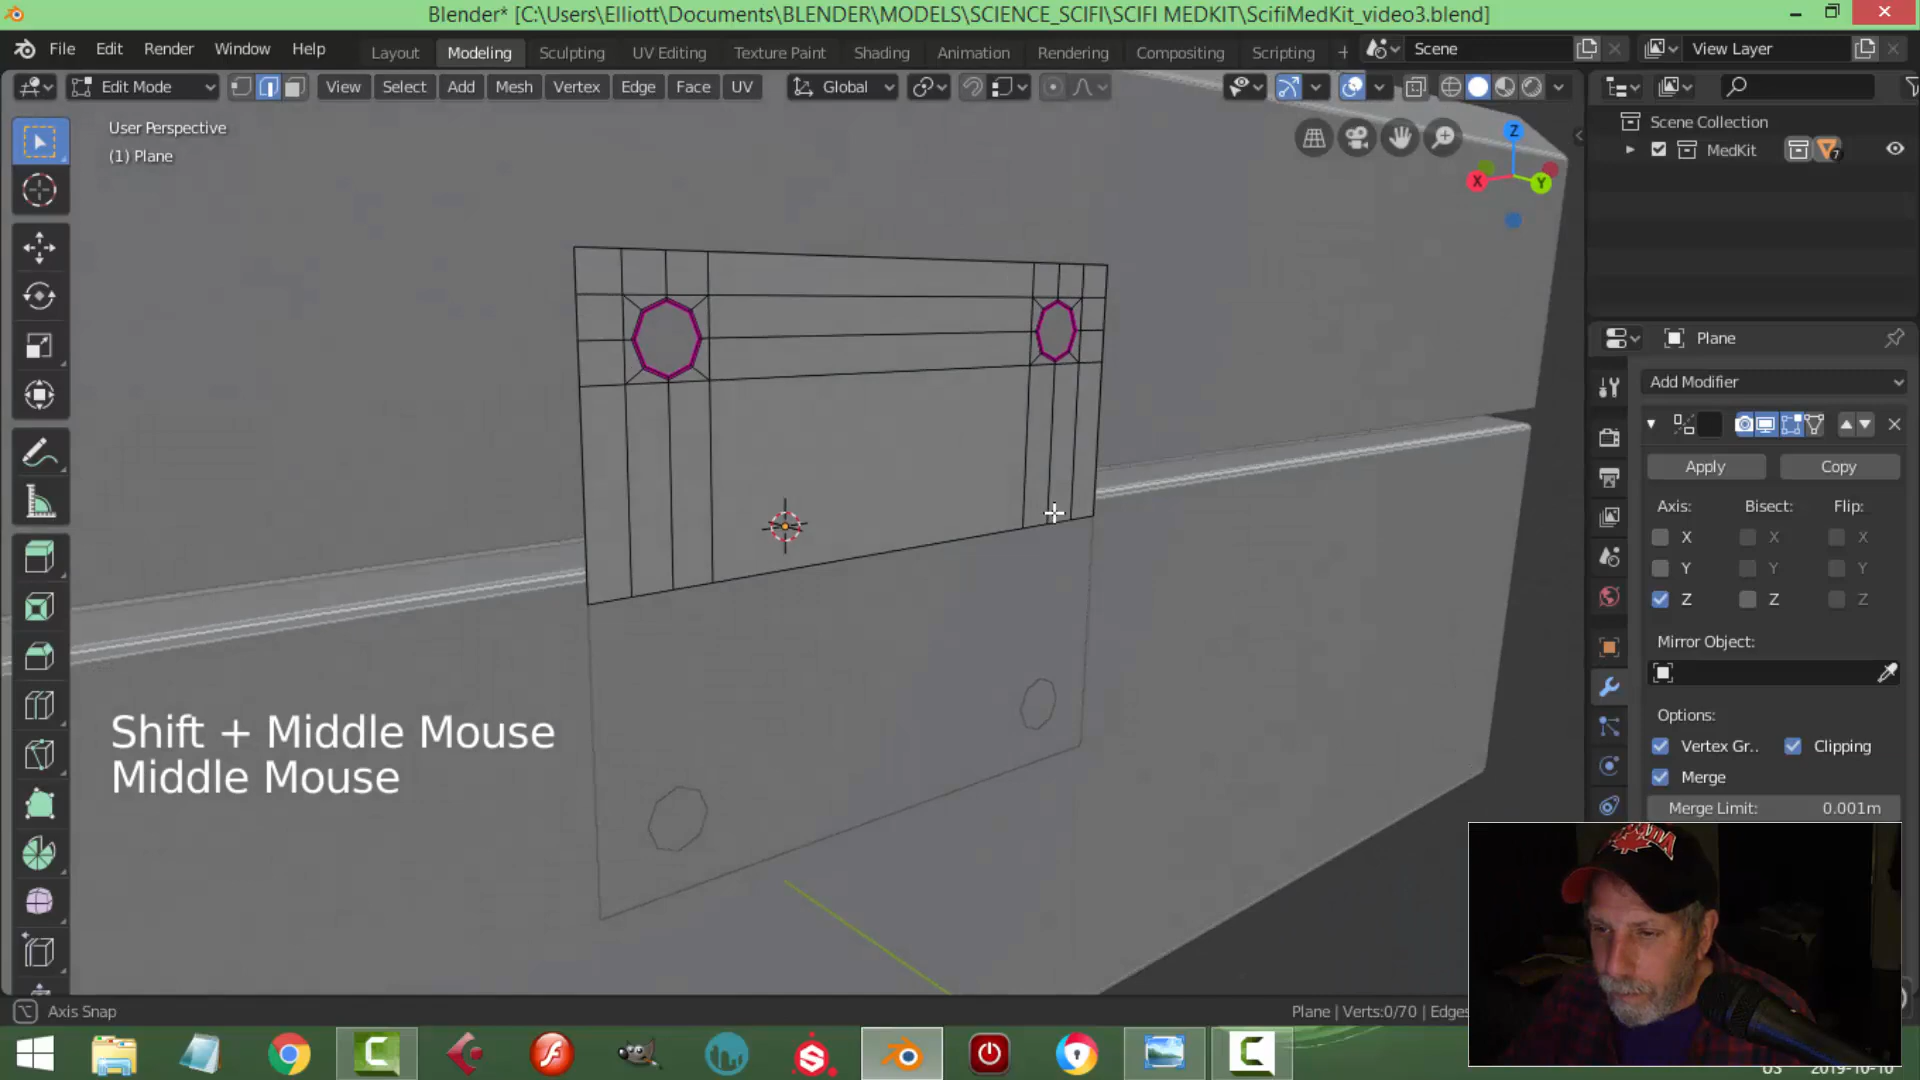 Blender* [C:\Users\Elliott\Documents\BLENDER\MODELS\SCIENCE_SCIFI\SCIFI MEDKIT\ScifiMedKit_video3.blend]
File Edit Render Window Help Layout Modeling Sculpting UV Editing Texture Paint Shading Animation Rendering Compositing Scripting + Scene View Layer
Edit Mode View Select Add Mesh Vertex Edge Face UV Global
User Perspective
(1) Plane
Z
X
Y
Scene Collection
MedKit 7
Plane
Add Modifier
Apply Copy
Axis: Bisect: Flip:
X X X
Y Y Y
Z Z Z
Mirror Object:
Options:
Vertex Gr.. Clipping
Merge
Merge Limit: 0.001m
Shift + Middle Mouse
Middle Mouse
Axis Snap
Plane | Verts:0/70 | Edges
2019-10-10